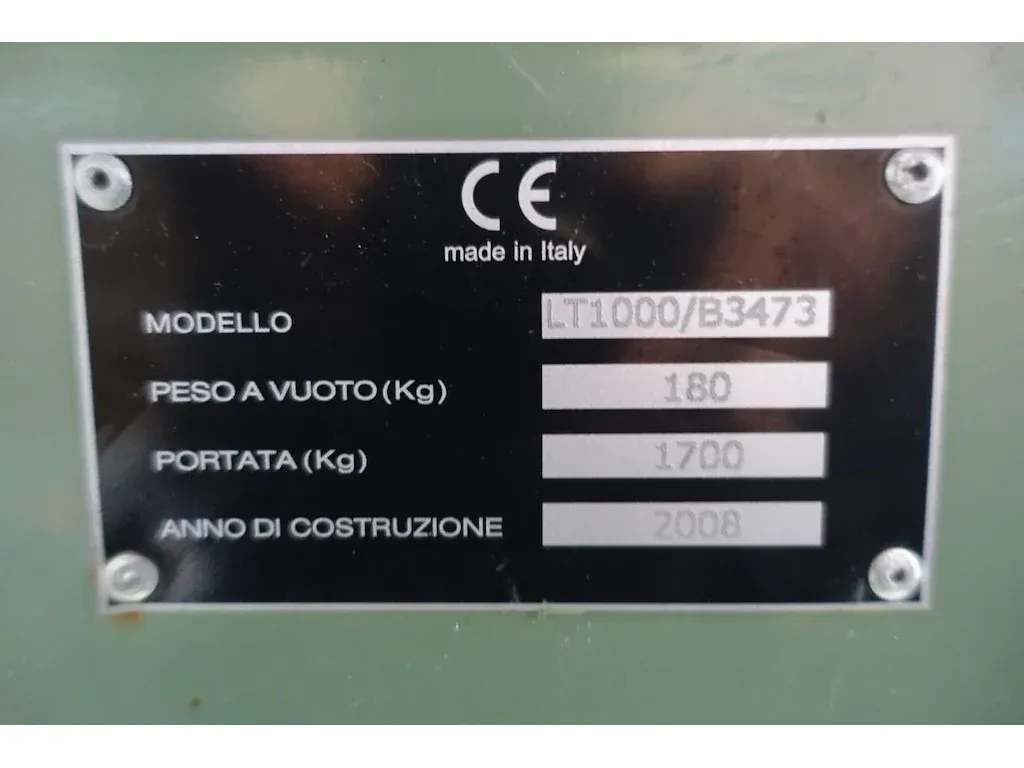 CE
made in Italy
MODELLO LT1000/B3473
PESO A VUOTO (Kg) 180
PORTATA (Kg) 1700
ANNO DI COSTRUZIONE 2008